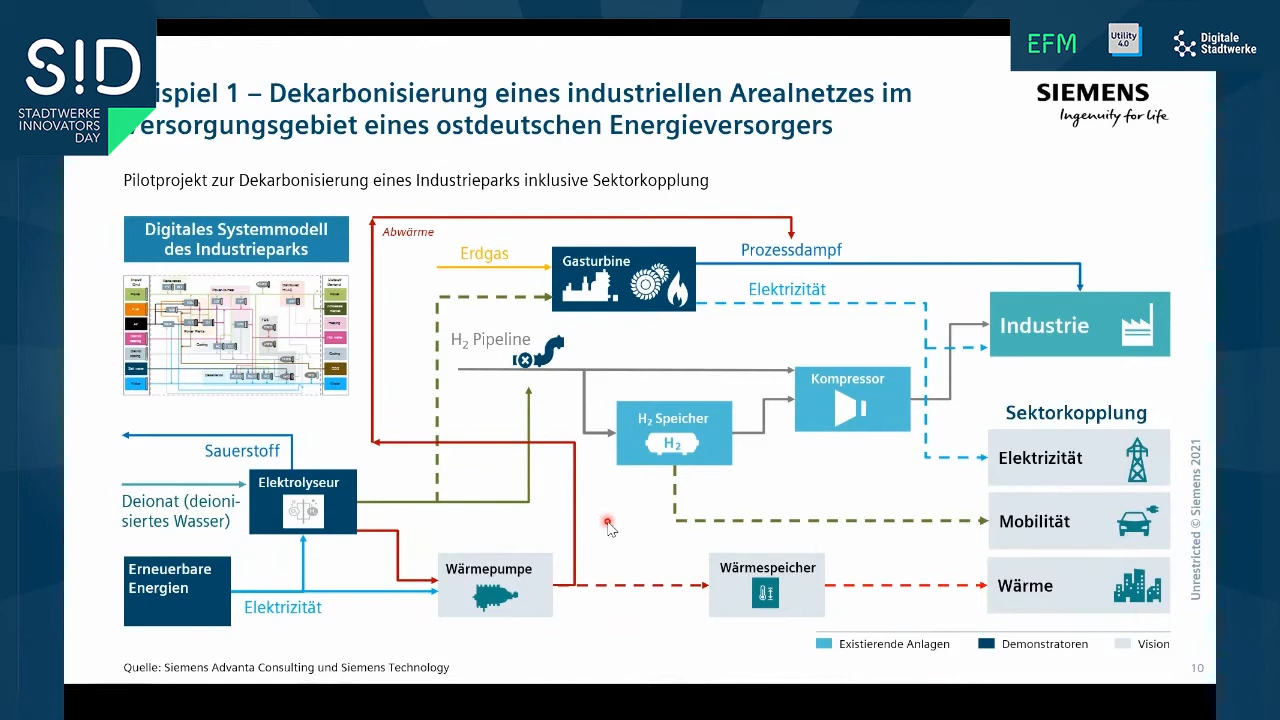 S!D
STADTWERKE
INNOVATORS
DAY
EFM
Utility
4.0
Digitale
Stadtwerke
ispiel 1 – Dekarbonisierung eines industriellen Arealnetzes im
ersorgungsgebiet eines ostdeutschen Energieversorgers
SIEMENS
Ingenuity for life
Pilotprojekt zur Dekarbonisierung eines Industrieparks inklusive Sektorkopplung
Digitales Systemmodell
des Industrieparks
Abwärme
Erdgas
Gasturbine
Prozessdampf
Elektrizität
Industrie
H₂ Pipeline
Kompressor
H₂ Speicher
H₂
Sektorkopplung
Elektrizität
Mobilität
Wärme
Sauerstoff
Elektrolyseur
Deionat (deioni-
siertes Wasser)
Erneuerbare
Energien
Elektrizität
Wärmepumpe
Wärmespeicher
Unrestricted © Siemens 2021
Existierende Anlagen
Demonstratoren
Vision
Quelle: Siemens Advanta Consulting und Siemens Technology
10